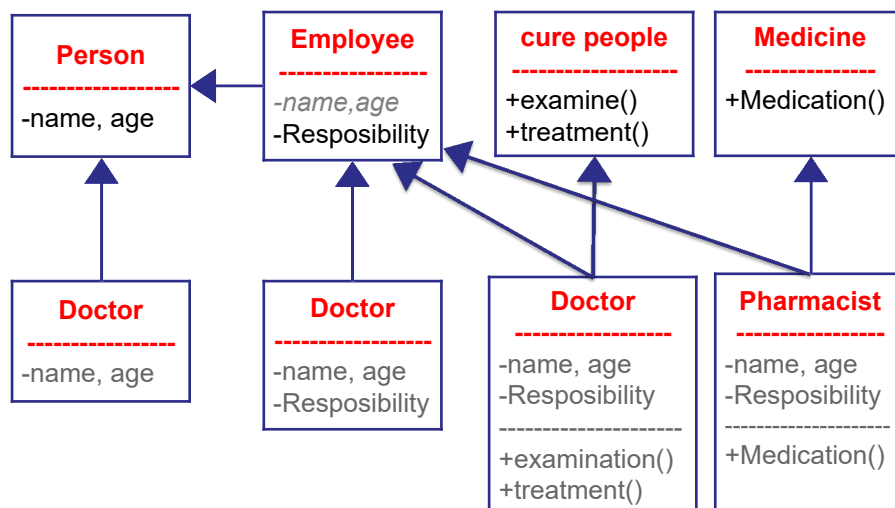 Person
-------------------
-name, age
Employee
------------------
-name,age
-Resposibility
cure people
--------------------
+examine()
+treatment()
Medicine
------------------
+Medication()
Doctor
------------------
-name, age
Doctor
-------------------
-name, age
-Resposibility
Doctor
-------------------
-name, age
-Resposibility
----------------------
+examination()
+treatment()
Pharmacist
------------------
-name, age
-Resposibility
--------------------
+Medication()